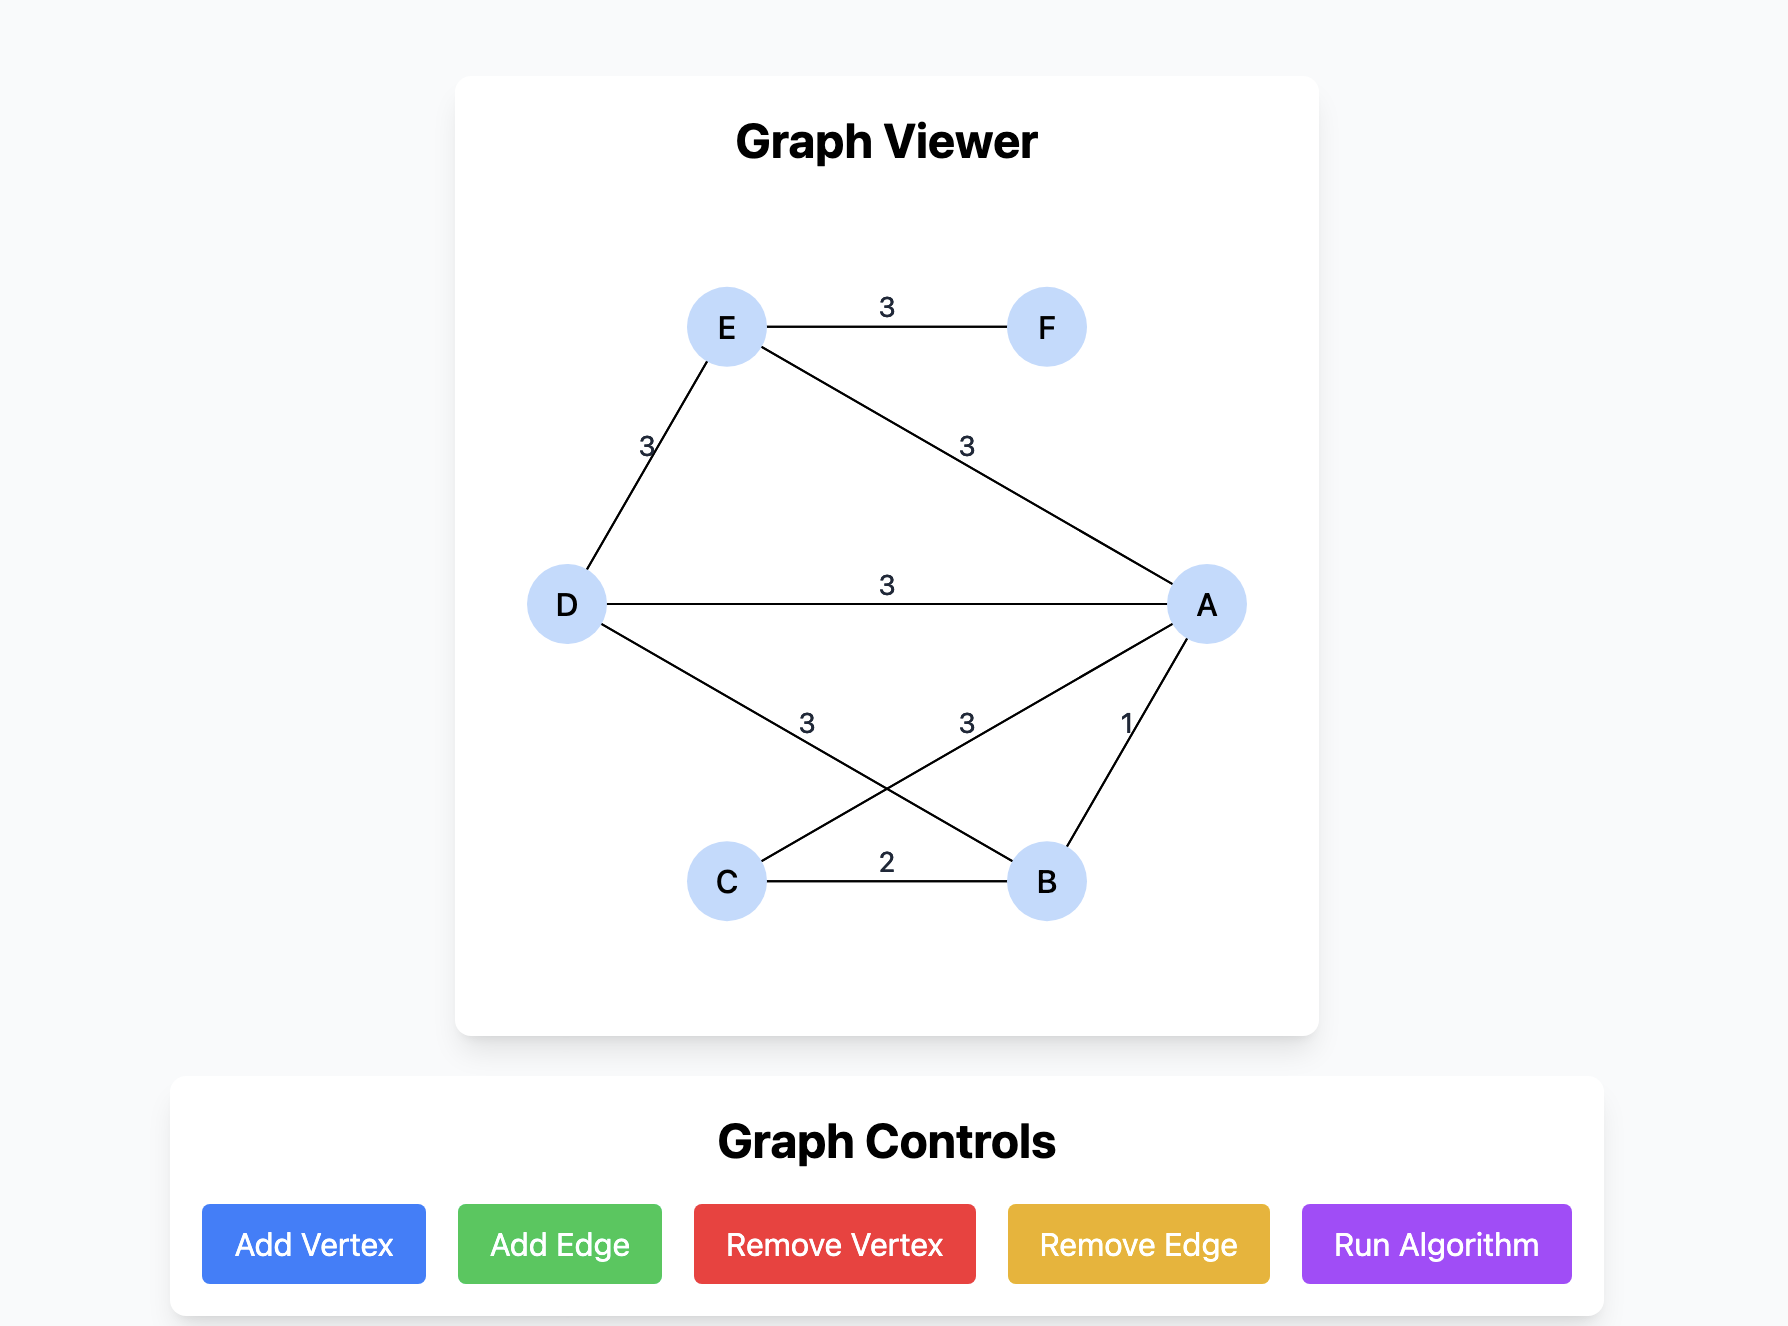 Graph Viewer
3
E
F
3
3
3
D
A
3
3
1
2
C
B
Graph Controls
Add Vertex
Add Edge
Remove Vertex
Remove Edge
Run Algorithm